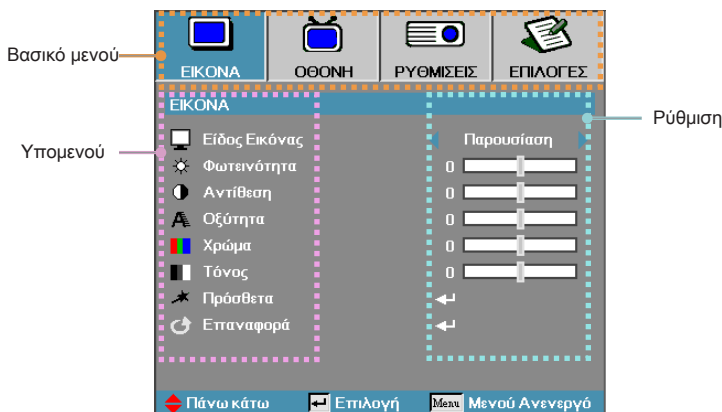 Βασικό μενού
ΕΙΚΟΝΑ ΟΘΟΝΗ ΡΥΘΜΙΣΕΙΣ ΕΠΙΛΟΓΕΣ
ΕΙΚΟΝΑ
Ρύθμιση
Υπομενού
Είδος Εικόνας Παρουσίαση
Φωτεινότητα 0
Αντίθεση 0
Οξύτητα 0
Χρώμα 0
Τόνος 0
Πρόσθετα
Επαναφορά
Πάνω κάτω Επιλογή Menu Μενού Ανενεργό